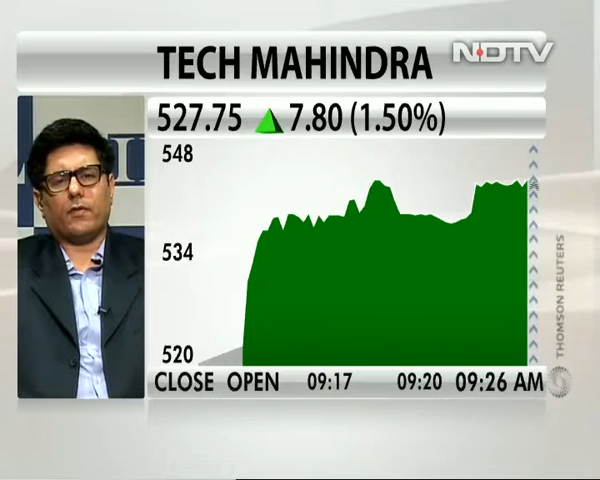 TECH MAHINDRA
NDTV
527.75 7.80 (1.50%)
548
534
520
CLOSE OPEN 09:17 09:20 09:26 AM
THOMSON REUTERS